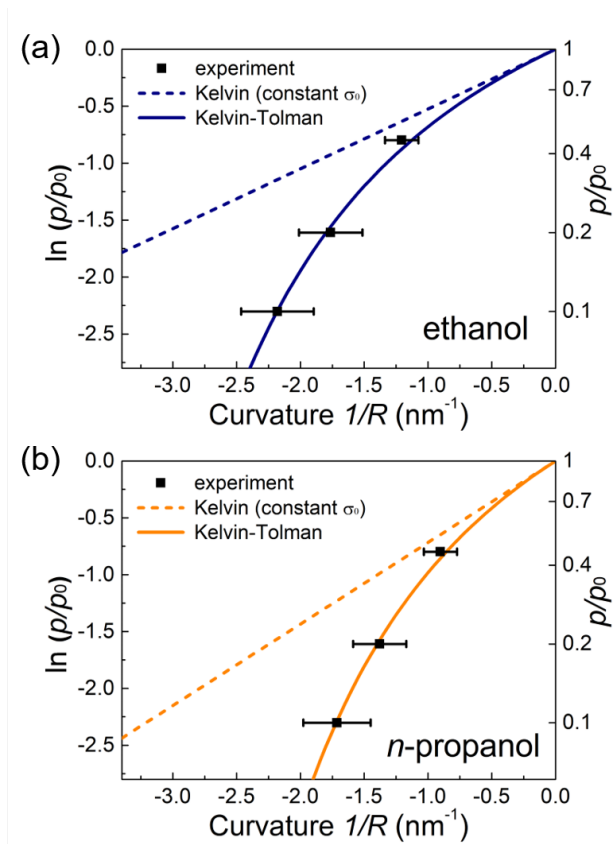 (a)
0.0
-0.5
-1.0
-1.5
-2.0
-2.5
ln (p/p₀)
experiment
Kelvin (constant σ₀)
Kelvin-Tolman
1
0.7
0.4
0.2
0.1
p/p₀
ethanol
-3.0 -2.5 -2.0 -1.5 -1.0 -0.5 0.0
Curvature 1/R (nm⁻¹)
(b)
0.0
-0.5
-1.0
-1.5
-2.0
-2.5
ln (p/p₀)
experiment
Kelvin (constant σ₀)
Kelvin-Tolman
1
0.7
0.4
0.2
0.1
p/p₀
n-propanol
-3.0 -2.5 -2.0 -1.5 -1.0 -0.5 0.0
Curvature 1/R (nm⁻¹)